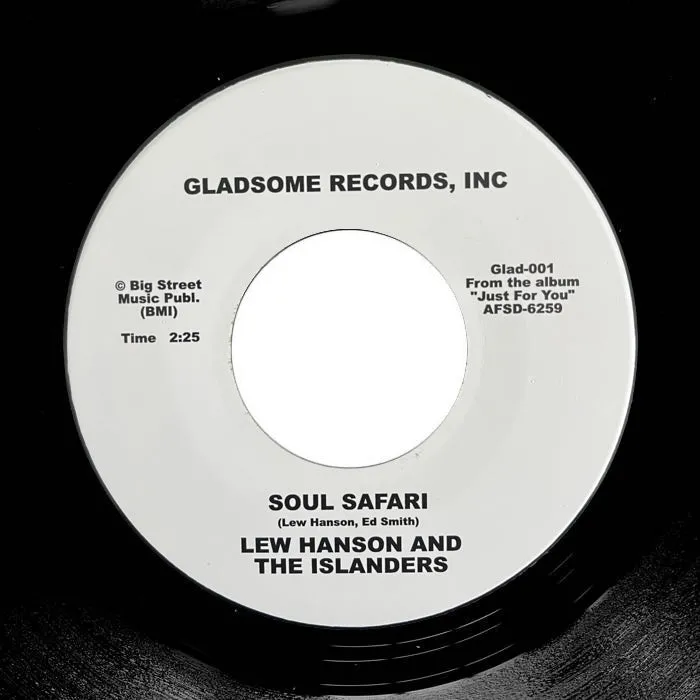 GLADSOME RECORDS, INC
© Big Street
Music Publ.
(BMI)
Time 2:25
Glad-001
From the album
"Just For You"
AFSD-6259
SOUL SAFARI
(Lew Hanson, Ed Smith)
LEW HANSON AND
THE ISLANDERS